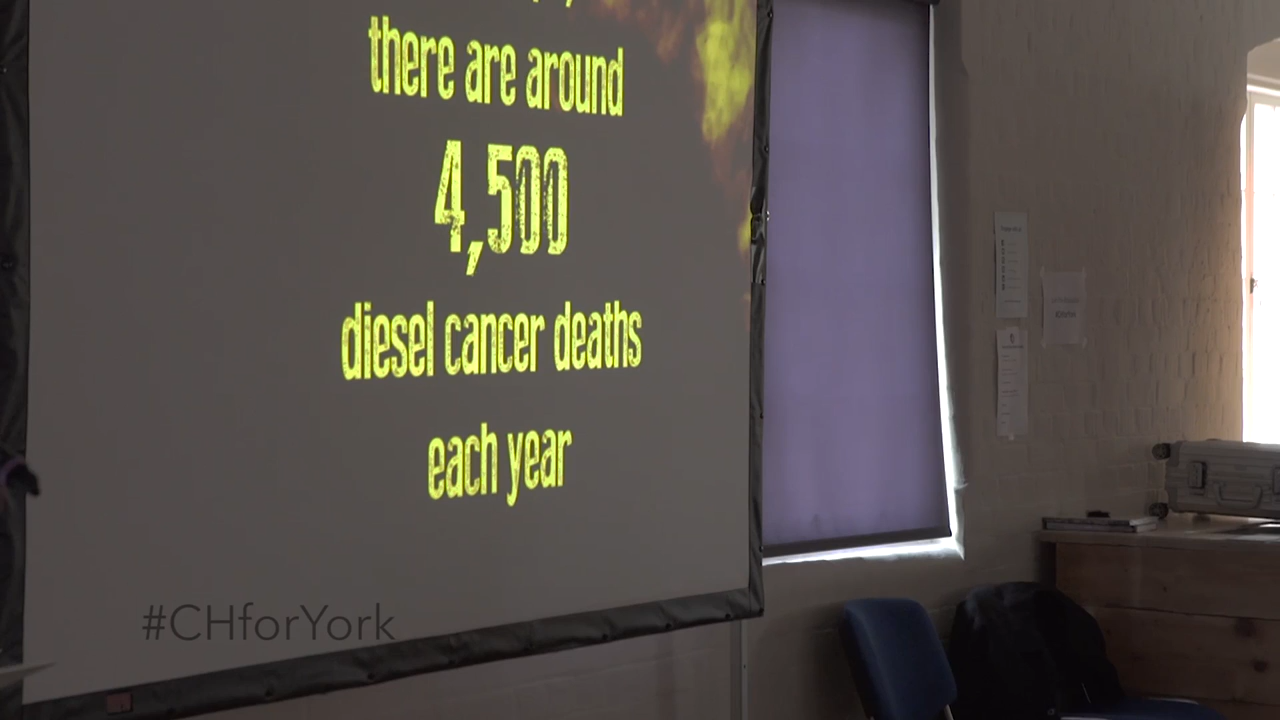 there are around
4,500
diesel cancer deaths
each year
#CHforYork